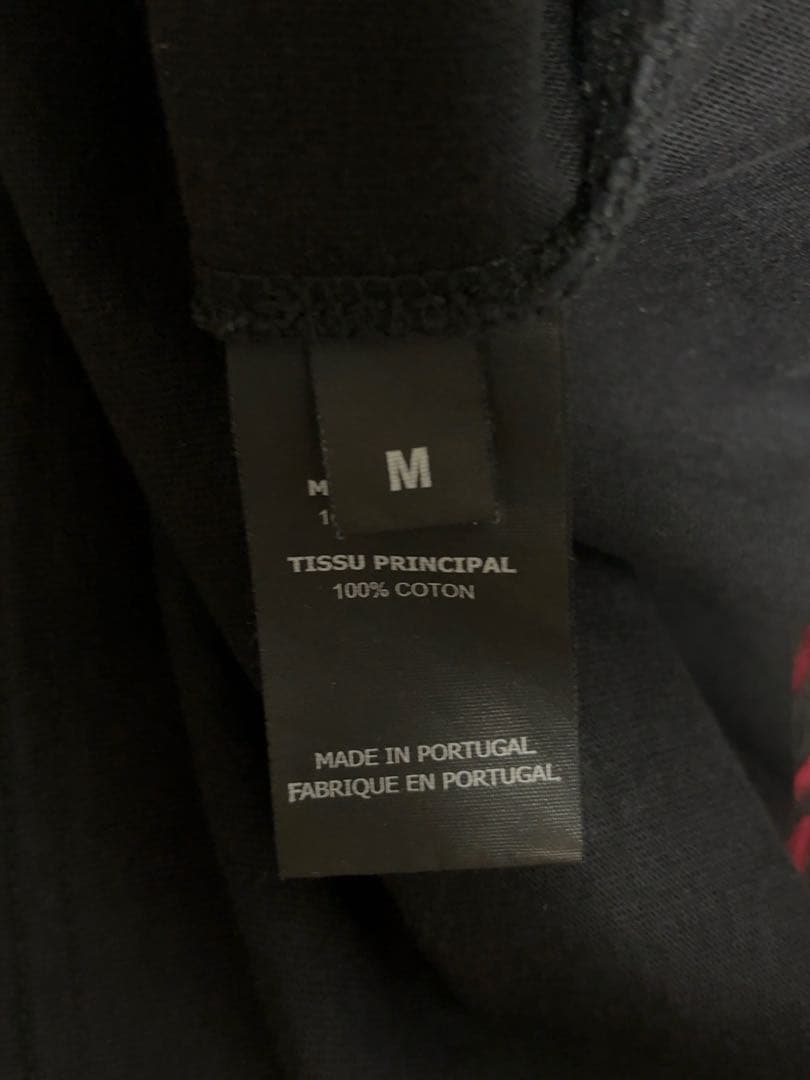 M
TISSU PRINCIPAL
100% COTON
MADE IN PORTUGAL
FABRIQUE EN PORTUGAL